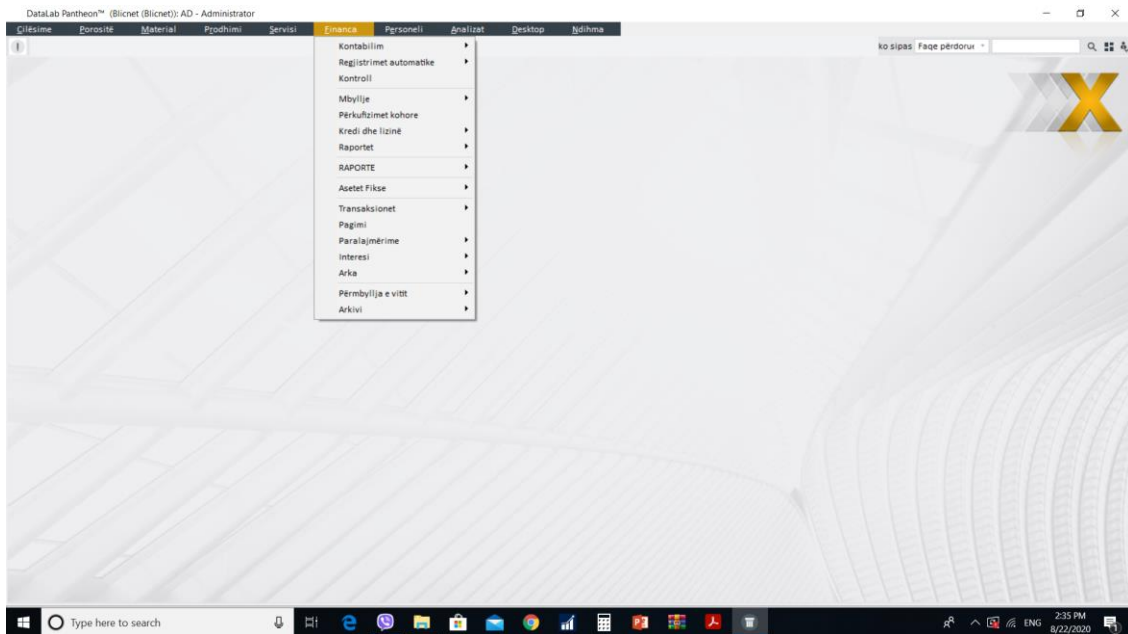 DataLab Pantheon™ (Blicnet (Blicnet)): AD - Administrator
Cilësime Porositë Material Prodhimi Servisi Financa Personeli Analizat Desktop Ndihma
ko sipas Faqe përdorue
Kontabilim
Regjistrimet automatike
Kontroll
Mbyllje
Përkufizimet kohore
Kredi dhe lizinë
Raportet
RAPORTE
Asetet Fikse
Transaksionet
Pagimi
Paralajmërime
Interesi
Arka
Përmbyllja e vitit
Arkivi
X
Type here to search
ENG
2:35 PM
8/22/2020